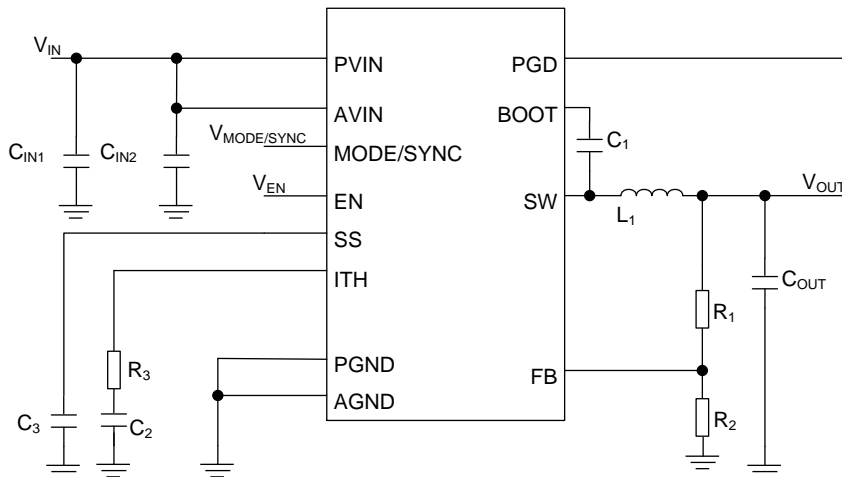 V_IN
PVIN
PGD
AVIN
BOOT
C_IN1
C_IN2
V_MODE/SYNC
MODE/SYNC
C_1
V_EN
EN
SW
V_OUT
L_1
SS
ITH
C_OUT
R_1
R_3
PGND
FB
AGND
C_3
C_2
R_2